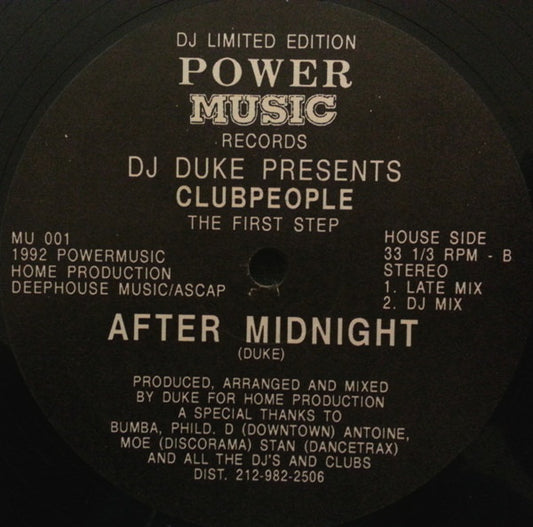 DJ LIMITED EDITION
POWER
MUSIC
RECORDS
DJ DUKE PRESENTS
CLUBPEOPLE
THE FIRST STEP
MU 001
1992 POWERMUSIC
HOME PRODUCTION
DEEPHOUSE MUSIC/ASCAP
HOUSE SIDE
33 1/3 RPM - B
STEREO
1. LATE MIX
2. DJ MIX
AFTER MIDNIGHT
(DUKE)
PRODUCED, ARRANGED AND MIXED
BY DUKE FOR HOME PRODUCTION
A SPECIAL THANKS TO
BUMBA, PHILD. D (DOWNTOWN) ANTOINE,
MOE (DISCORAMA) STAN (DANCETRAX)
AND ALL THE DJ'S AND CLUBS
DIST. 212-982-2506